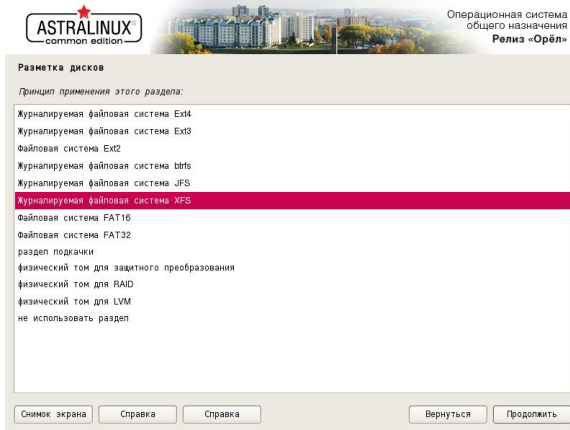 ASTRALINUX®
common edition
Операционная система
общего назначения
Релиз «Орёл»
Разметка дисков
Принцип применения этого раздела:
Журналируемая файловая система Ext4
Журналируемая файловая система Ext3
Файловая система Ext2
Журналируемая файловая система btrfs
Журналируемая файловая система JFS
Журналируемая файловая система XFS
Файловая система FAT16
Файловая система FAT32
раздел подкачки
физический том для защитного преобразования
физический том для RAID
физический том для LVM
не использовать раздел
Снимок экрана Справка Справка Вернуться Продолжить